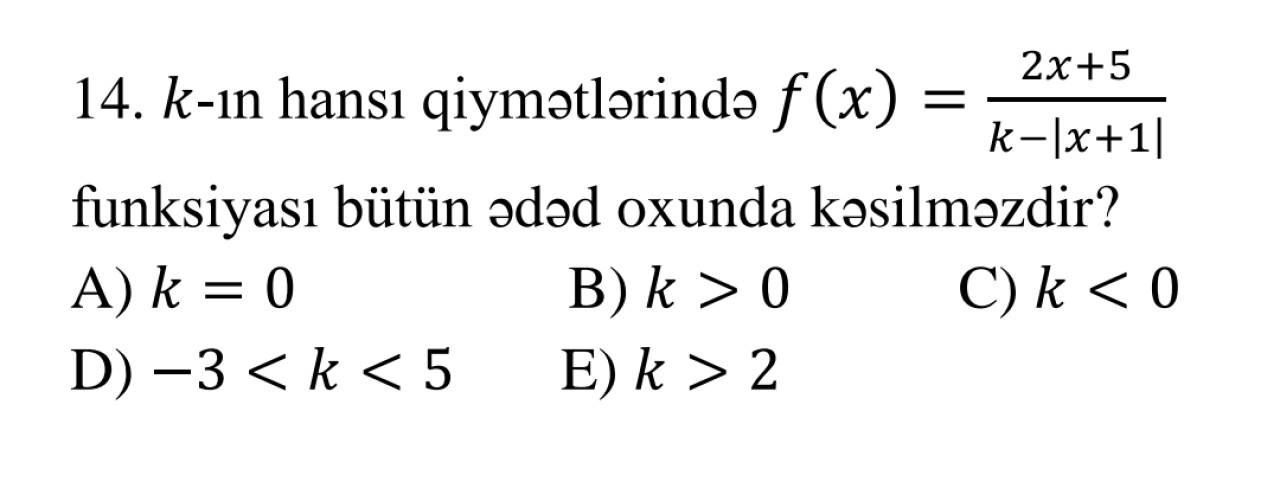 14. k-ın hansı qiymətlərində f(x) = \frac{2x+5}{k-|x+1|}
funksiyası bütün ədəd oxunda kəsilməzdir?
A) k = 0 B) k > 0 C) k < 0
D) −3 < k < 5 E) k > 2